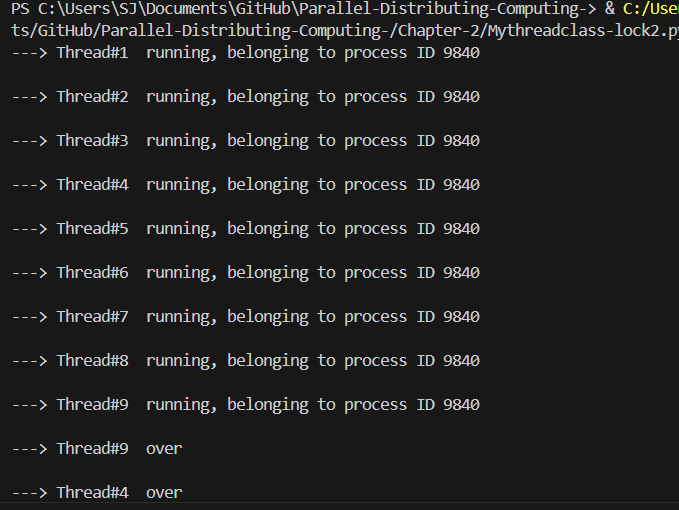 PS C:\Users\SJ\Documents\GitHub\Parallel-Distributing-Computing-> & C:/User
ts/GitHub/Parallel-Distributing-Computing-/Chapter-2/Mythreadclass-lock2.py
---> Thread#1  running, belonging to process ID 9840
---> Thread#2  running, belonging to process ID 9840
---> Thread#3  running, belonging to process ID 9840
---> Thread#4  running, belonging to process ID 9840
---> Thread#5  running, belonging to process ID 9840
---> Thread#6  running, belonging to process ID 9840
---> Thread#7  running, belonging to process ID 9840
---> Thread#8  running, belonging to process ID 9840
---> Thread#9  running, belonging to process ID 9840
---> Thread#9  over
---> Thread#4  over